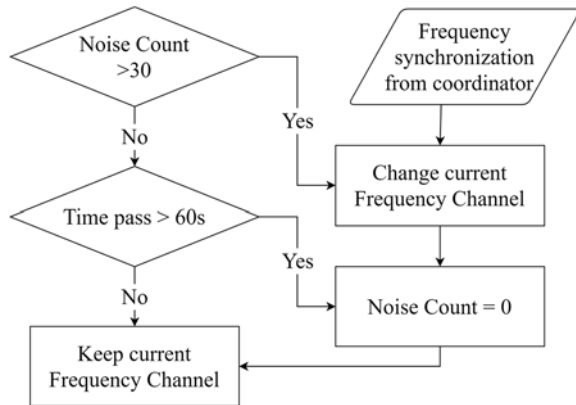 Noise Count
>30
Frequency
synchronization
from coordinator
Yes
No
Change current
Frequency Channel
Time pass > 60s
Yes
No
Noise Count = 0
Keep current
Frequency Channel